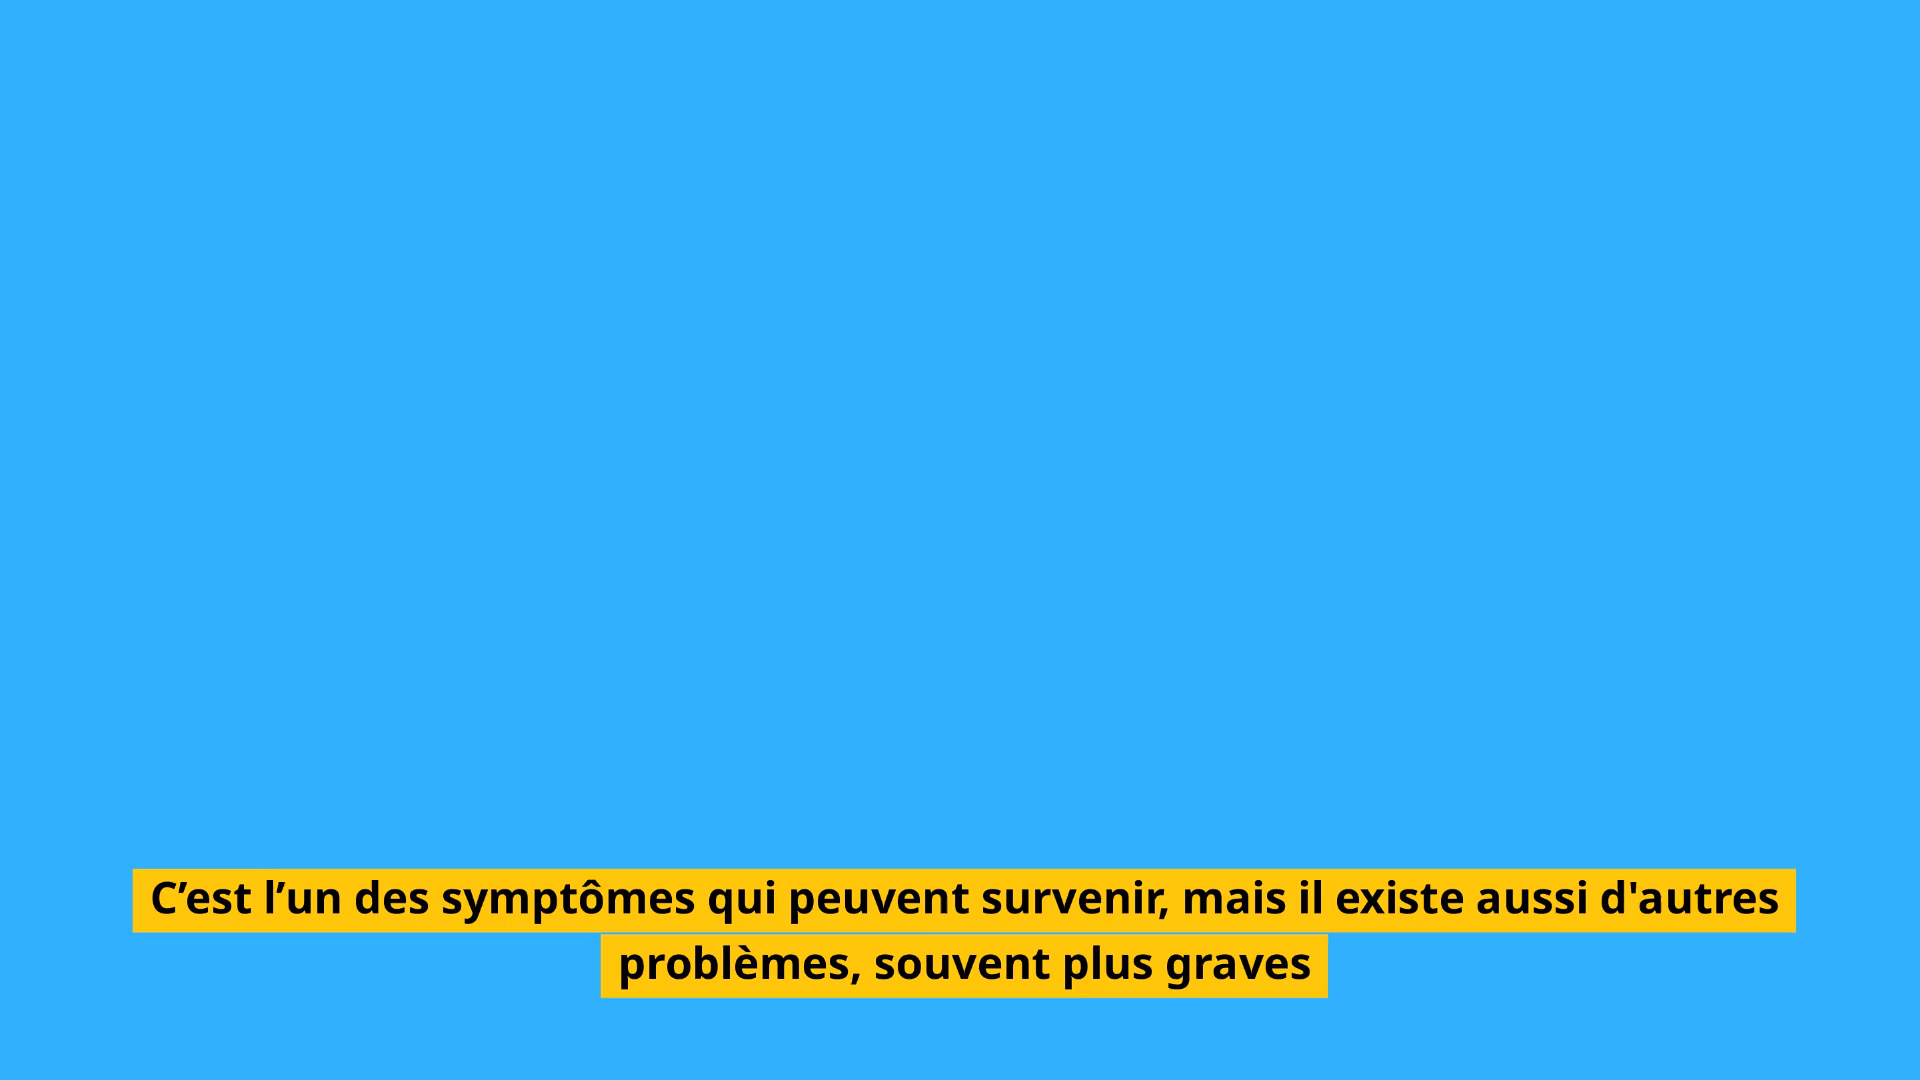 C’est l’un des symptômes qui peuvent survenir, mais il existe aussi d'autres
problèmes, souvent plus graves